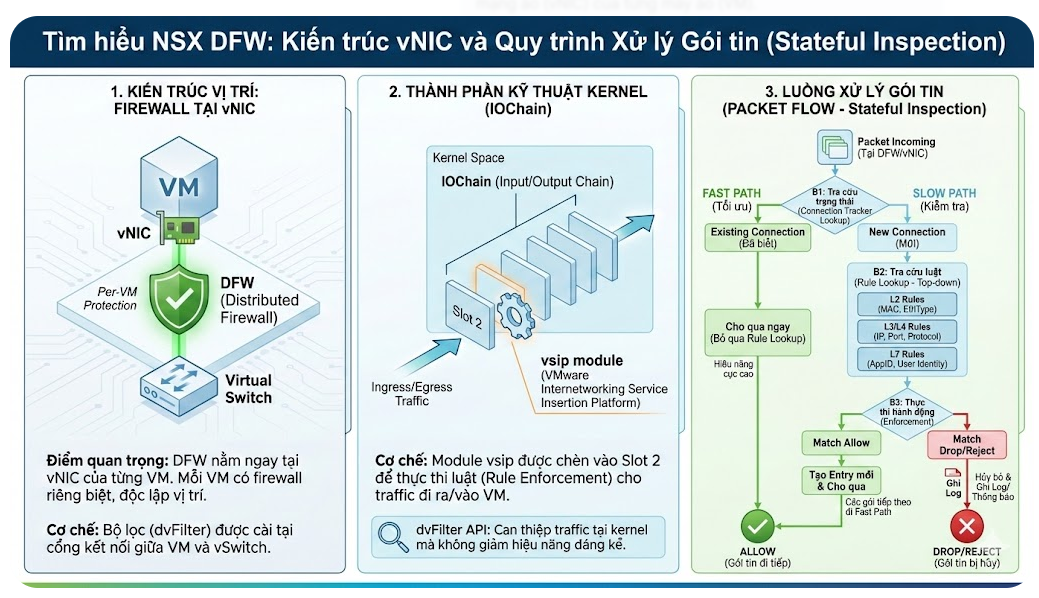 Tìm hiểu NSX DFW: Kiến trúc vNIC và Quy trình Xử lý Gói tin (Stateful Inspection)
1. KIẾN TRÚC VỊ TRÍ:
FIREWALL TẠI vNIC
VM
vNIC
Per-VM
Protection
DFW
(Distributed
Firewall)
Virtual
Switch
Điểm quan trọng: DFW nằm ngay tại
vNIC của từng VM. Mỗi VM có firewall
riêng biệt, độc lập vị trí.
Cơ chế: Bộ lọc (dvFilter) được cài tại
cổng kết nối giữa VM và vSwitch.
2. THÀNH PHẦN KỸ THUẬT KERNEL
(IOChain)
Kernel Space
IOChain (Input/Output Chain)
Slot 2
Ingress/Egress
Traffic
vsip module
(VMware
Internetworking Service
Insertion Platform)
Cơ chế: Module vsip được chèn vào Slot 2
để thực thi luật (Rule Enforcement) cho
traffic đi ra/vào VM.
dvFilter API: Can thiệp traffic tại kernel
mà không giảm hiệu năng dáng kể.
3. LUỒNG XỬ LÝ GÓI TIN
(PACKET FLOW - Stateful Inspection)
Packet Incoming
(Tại DFW/vNIC)
FAST PATH
(Tối ưu)
B1: Tra cứu
trạng thái
(Connection Tracker
Lookup)
SLOW PATH
(Kiểm tra)
Existing Connection
(Đã biết)
New Connection
(Mới)
B2: Tra cứu luật
(Rule Lookup - Top-down)
L2 Rules
(MAC, EthType)
L3/L4 Rules
(IP, Port, Protocol)
L7 Rules
(AppID, User Identity)
Cho qua ngay
(Bỏ qua Rule Lookup)
Hiệu năng
cực cao
B3: Thực
thi hành động
(Enforcement)
Match Allow
Match
Drop/Reject
Tạo Entry mới
& Cho qua
Các gói tiếp theo
đi Fast Path
Ghi
Log
Hủy bỏ &
Ghi Log/
Thông báo
ALLOW
(Gói tin đi tiếp)
DROP/REJECT
(Gói tin bị hủy)